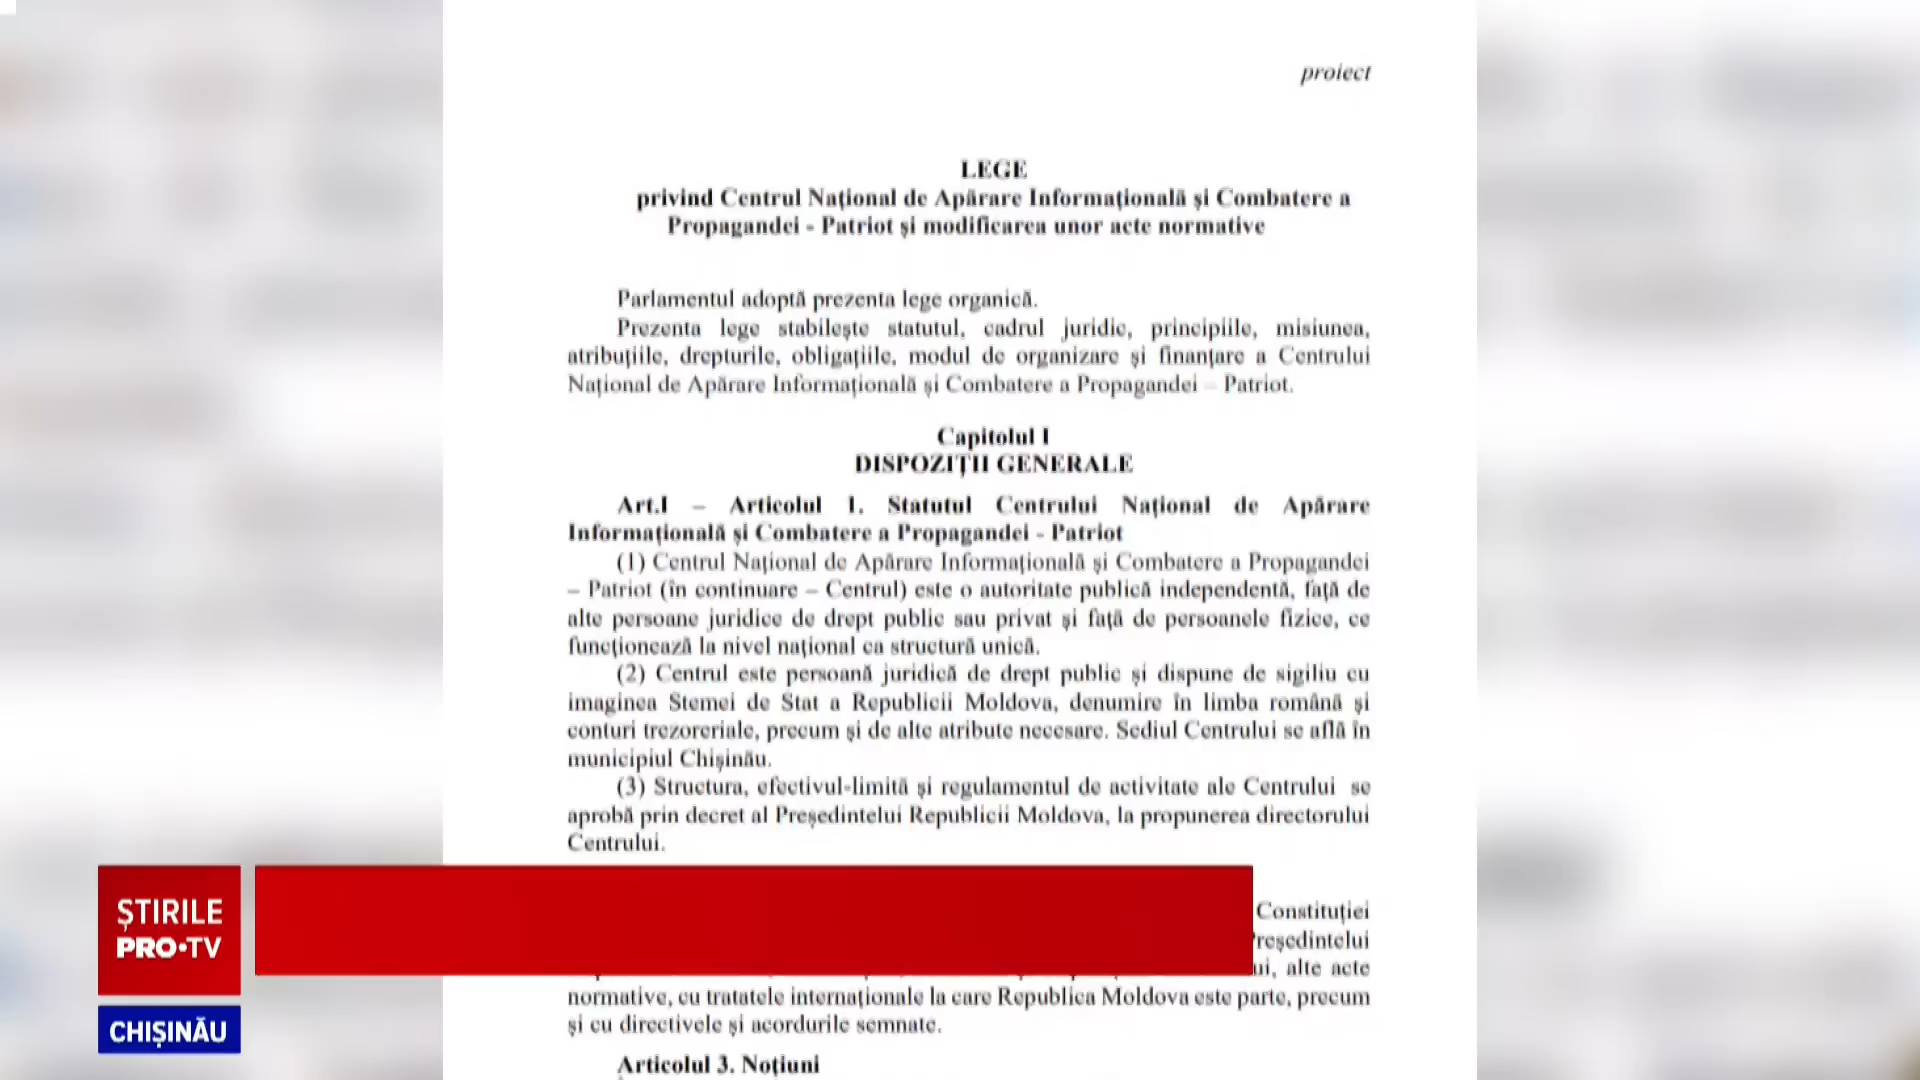 proiect
LEGE
privind Centrul Național de Apărare Informațională și Combatere a
Propagandei - Patriot și modificarea unor acte normative
Parlamentul adoptă prezenta lege organică.
Prezenta lege stabilește statutul, cadrul juridic, principiile, misiunea,
atribuțiile, drepturile, obligațiile, modul de organizare și finanțare a Centrului
Național de Apărare Informațională și Combatere a Propagandei – Patriot.
Capitolul I
DISPOZIȚII GENERALE
Art.I – Articolul 1. Statutul Centrului Național de Apărare
Informațională și Combatere a Propagandei - Patriot
(1) Centrul Național de Apărare Informațională și Combatere a Propagandei
– Patriot (în continuare – Centrul) este o autoritate publică independentă, față de
alte persoane juridice de drept public sau privat și față de persoanele fizice, ce
funcționează la nivel național ca structură unică.
(2) Centrul este persoană juridică de drept public și dispune de sigiliu cu
imaginea Stemei de Stat a Republicii Moldova, denumire în limba română și
conturi trezoreriale, precum și de alte atribute necesare. Sediul Centrului se află în
municipiul Chișinău.
(3) Structura, efectivul-limită și regulamentul de activitate ale Centrului se
aprobă prin decret al Președintelui Republicii Moldova, la propunerea directorului
Centrului.
Constituției
Președintelui
alte acte
normative, cu tratatele internaționale la care Republica Moldova este parte, precum
și cu directivele și acordurile semnate.
Articolul 3. Noțiuni
ȘTIRILE
PRO•TV
CHIȘINĂU